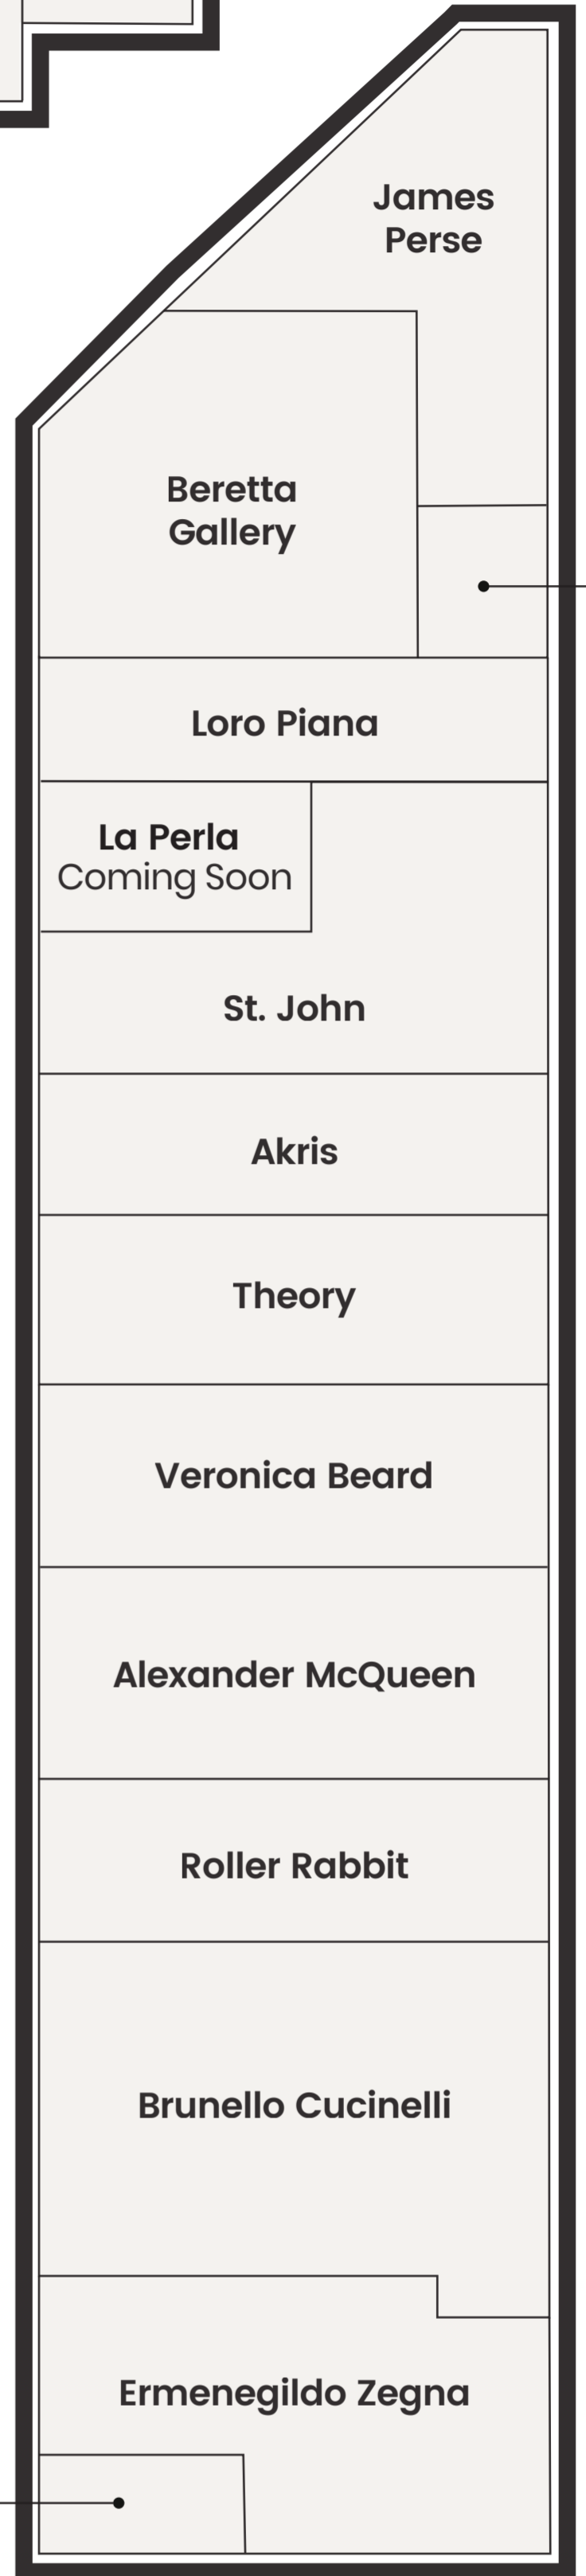 James
Perse
Beretta
Gallery
Loro Piana
La Perla
Coming Soon
St. John
Akris
Theory
Veronica Beard
Alexander McQueen
Roller Rabbit
Brunello Cucinelli
Ermenegildo Zegna